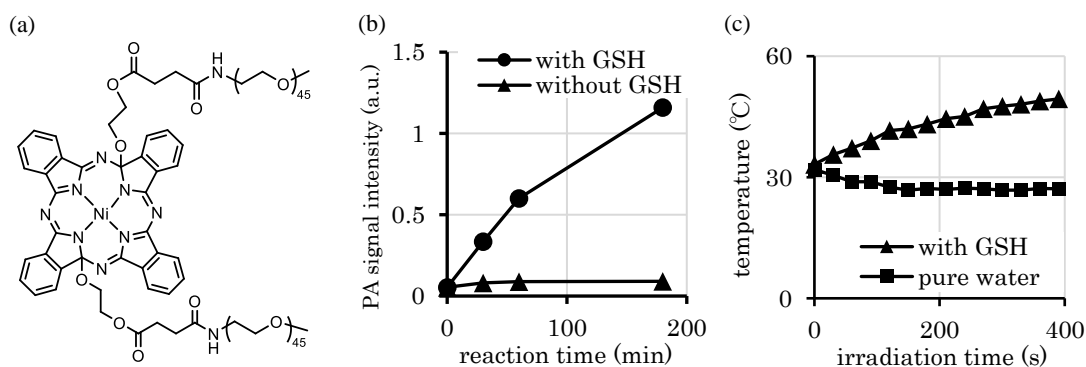 (a)
O
O
H
N
O
O
45
O
O
N
N
N
N
Ni
N
N
N
N
O
O
O
O
H
N
O
O
45
(b)
PA signal intensity (a.u.)
1.5
1
0.5
0
with GSH
without GSH
0
100
200
reaction time (min)
(c)
temperature (℃)
60
30
0
with GSH
pure water
0
200
400
irradiation time (s)